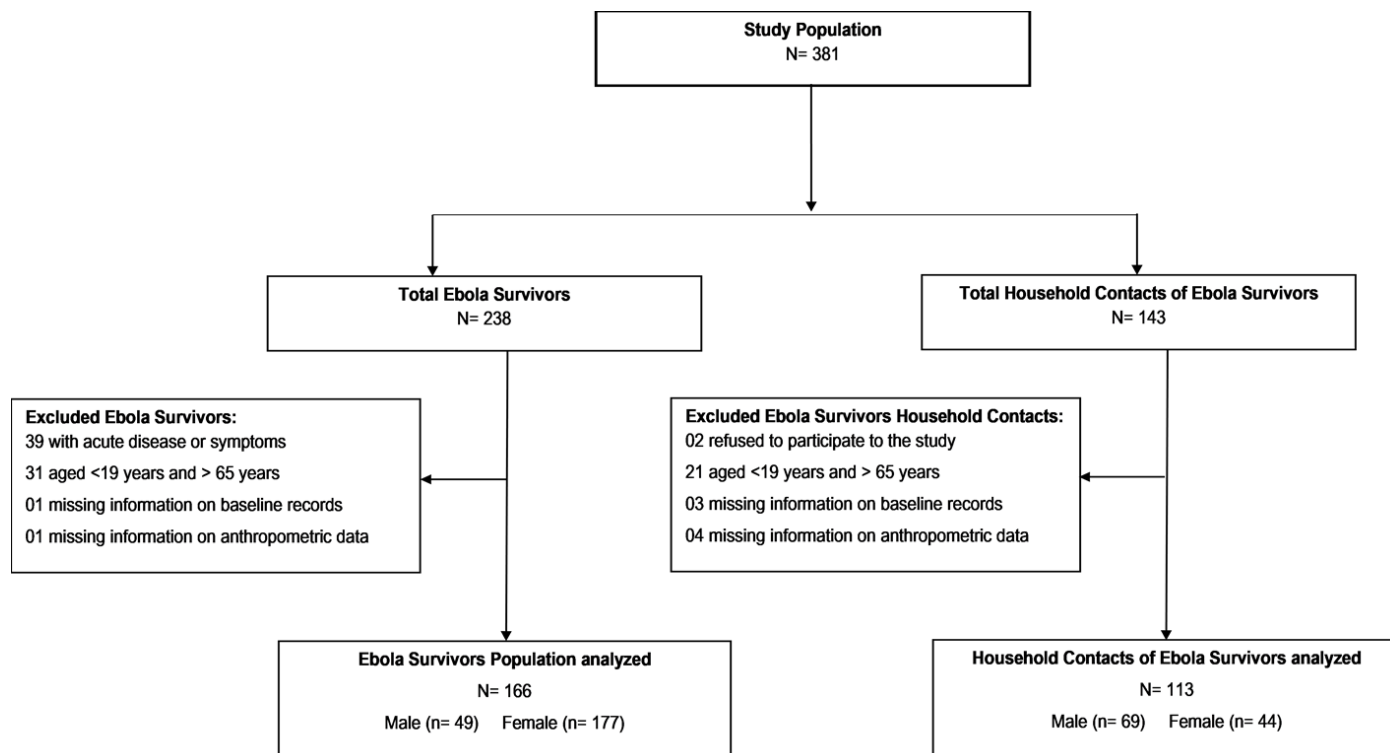 Study Population
N= 381
Total Ebola Survivors
N= 238
Total Household Contacts of Ebola Survivors
N= 143
Excluded Ebola Survivors:
39 with acute disease or symptoms
31 aged <19 years and > 65 years
01 missing information on baseline records
01 missing information on anthropometric data
Excluded Ebola Survivors Household Contacts:
02 refused to participate to the study
21 aged <19 years and > 65 years
03 missing information on baseline records
04 missing information on anthropometric data
Ebola Survivors Population analyzed
N= 166
Male (n= 49) Female (n= 177)
Household Contacts of Ebola Survivors analyzed
N= 113
Male (n= 69) Female (n= 44)